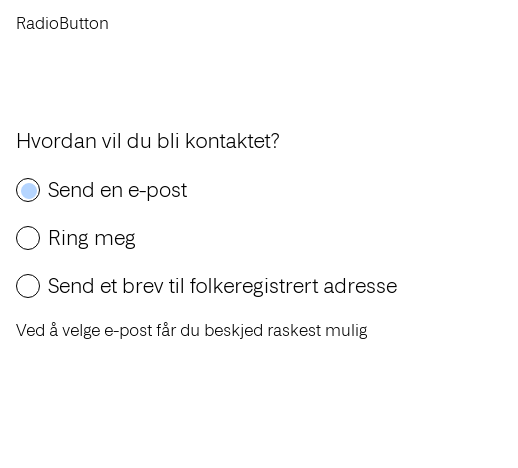 RadioButton
Hvordan vil du bli kontaktet?
Send en e-post
Ring meg
Send et brev til folkeregistrert adresse
Ved å velge e-post får du beskjed raskest mulig